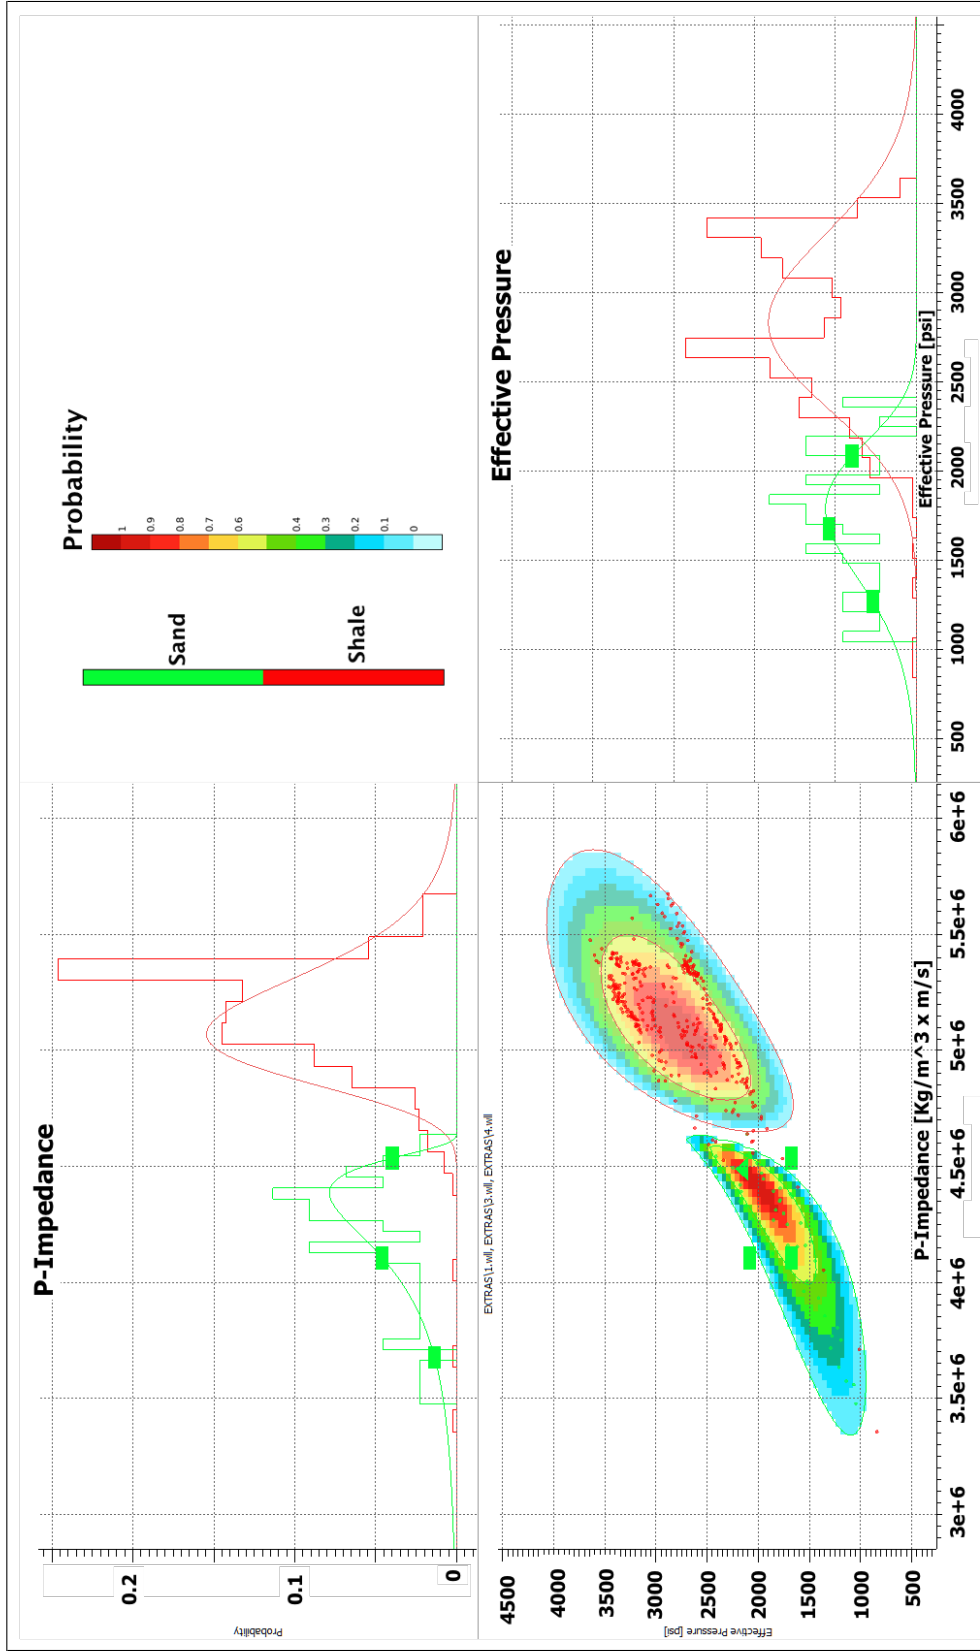 P-Impedance
0.2
0.1
0
Probability
EXTRAS\1.wll, EXTRAS\3.wll, EXTRAS\4.wll
Sand
Shale
Probability
1
0.9
0.8
0.7
0.6
0.4
0.3
0.2
0.1
0
4500
4000
3500
3000
2500
2000
1500
1000
500
Effective Pressure [psi]
P-Impedance [Kg/m^3 x m/s]
3e+6
3.5e+6
4e+6
4.5e+6
5e+6
5.5e+6
6e+6
Effective Pressure
Effective Pressure [psi]
500
1000
1500
2000
2500
3000
3500
4000